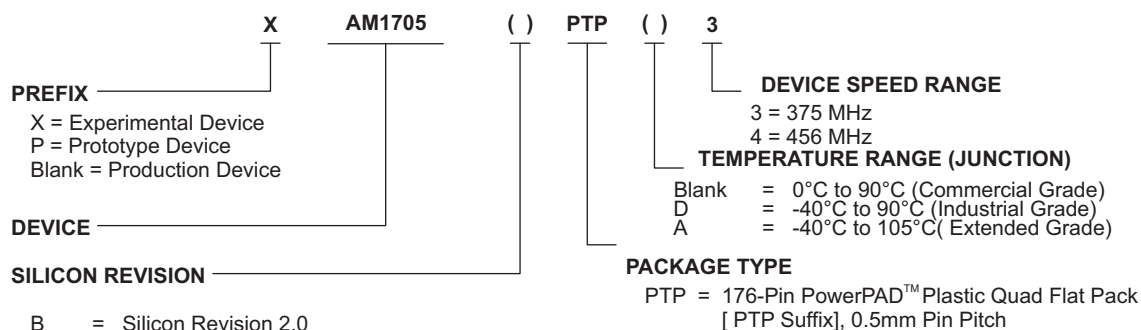 X AM1705 ( ) PTP ( ) 3
PREFIX
X = Experimental Device
P = Prototype Device
Blank = Production Device
DEVICE
SILICON REVISION
B = Silicon Revision 2.0
DEVICE SPEED RANGE
3 = 375 MHz
4 = 456 MHz
TEMPERATURE RANGE (JUNCTION)
Blank = 0°C to 90°C (Commercial Grade)
D = -40°C to 90°C (Industrial Grade)
A = -40°C to 105°C( Extended Grade)
PACKAGE TYPE
PTP = 176-Pin PowerPAD™ Plastic Quad Flat Pack
[ PTP Suffix], 0.5mm Pin Pitch